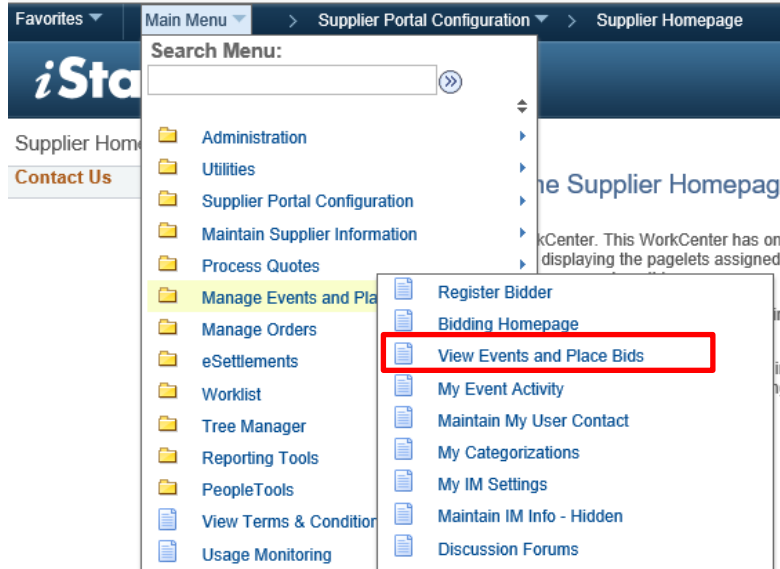 Favorites Main Menu > Supplier Portal Configuration > Supplier Homepage
Search Menu:
iSta
Supplier Hom
Contact Us
Administration
Utilities
Supplier Portal Configuration
Maintain Supplier Information
Process Quotes
Manage Events and Pla
Manage Orders
eSettlements
Worklist
Tree Manager
Reporting Tools
PeopleTools
View Terms & Condition
Usage Monitoring
he Supplier Homepag
kCenter. This WorkCenter has on
displaying the pagelets assigned
Register Bidder
Bidding Homepage
View Events and Place Bids
My Event Activity
Maintain My User Contact
My Categorizations
My IM Settings
Maintain IM Info - Hidden
Discussion Forums